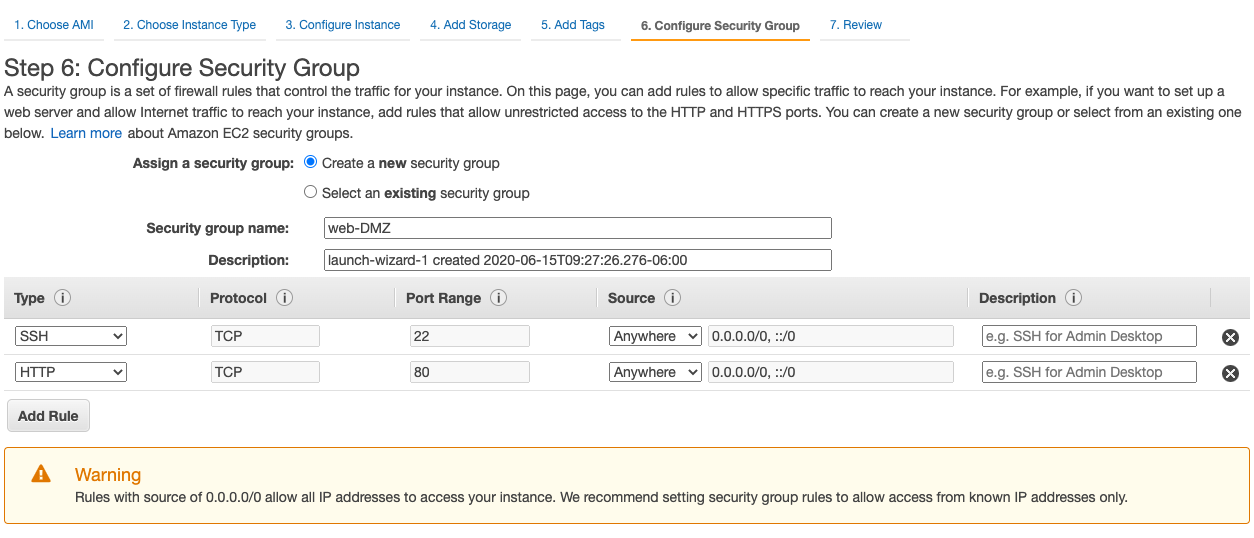 1. Choose AMI 2. Choose Instance Type 3. Configure Instance 4. Add Storage 5. Add Tags 6. Configure Security Group 7. Review
Step 6: Configure Security Group
A security group is a set of firewall rules that control the traffic for your instance. On this page, you can add rules to allow specific traffic to reach your instance. For example, if you want to set up a
web server and allow Internet traffic to reach your instance, add rules that allow unrestricted access to the HTTP and HTTPS ports. You can create a new security group or select from an existing one
below. Learn more about Amazon EC2 security groups.
Assign a security group: Create a new security group
Select an existing security group
Security group name: web-DMZ
Description: launch-wizard-1 created 2020-06-15T09:27:26.276-06:00
Type i Protocol i Port Range i Source i Description i
SSH TCP 22 Anywhere 0.0.0.0/0, ::/0 e.g. SSH for Admin Desktop
HTTP TCP 80 Anywhere 0.0.0.0/0, ::/0 e.g. SSH for Admin Desktop
Add Rule
Warning
Rules with source of 0.0.0.0/0 allow all IP addresses to access your instance. We recommend setting security group rules to allow access from known IP addresses only.